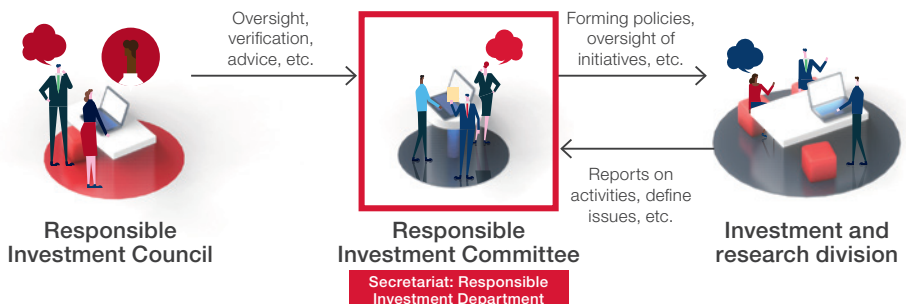 Oversight,
verification,
advice, etc.
Forming policies,
oversight of
initiatives, etc.
Reports on
activities, define
issues, etc.
Responsible
Investment Council
Responsible
Investment Committee
Secretariat: Responsible
Investment Department
Investment and
research division